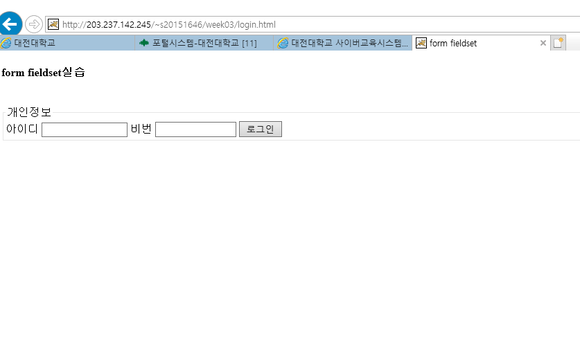 http://203.237.142.245/~s20151646/week03/login.html
대전대학교 포털시스템-대전대학교 [11] 대전대학교 사이버교육시스템... form fieldset
form fieldset실습
개인정보
아이디 비번 로그인